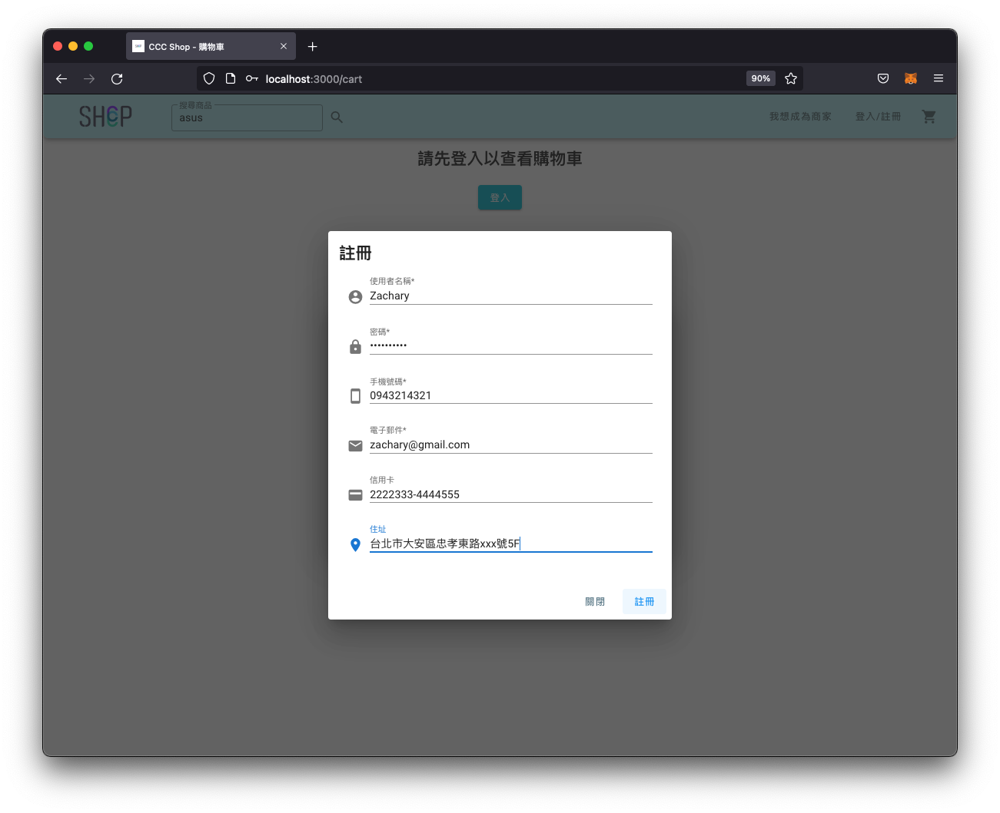 CCC Shop - 購物車
localhost:3000/cart
90%
SHCP
搜尋商品
asus
我想成為商家
登入/註冊
請先登入以查看購物車
登入
註冊
使用者名稱*
Zachary
密碼*
••••••••••
手機號碼*
0943214321
電子郵件*
zachary@gmail.com
信用卡
2222333-4444555
住址
台北市大安區忠孝東路xxx號5F
關閉
註冊